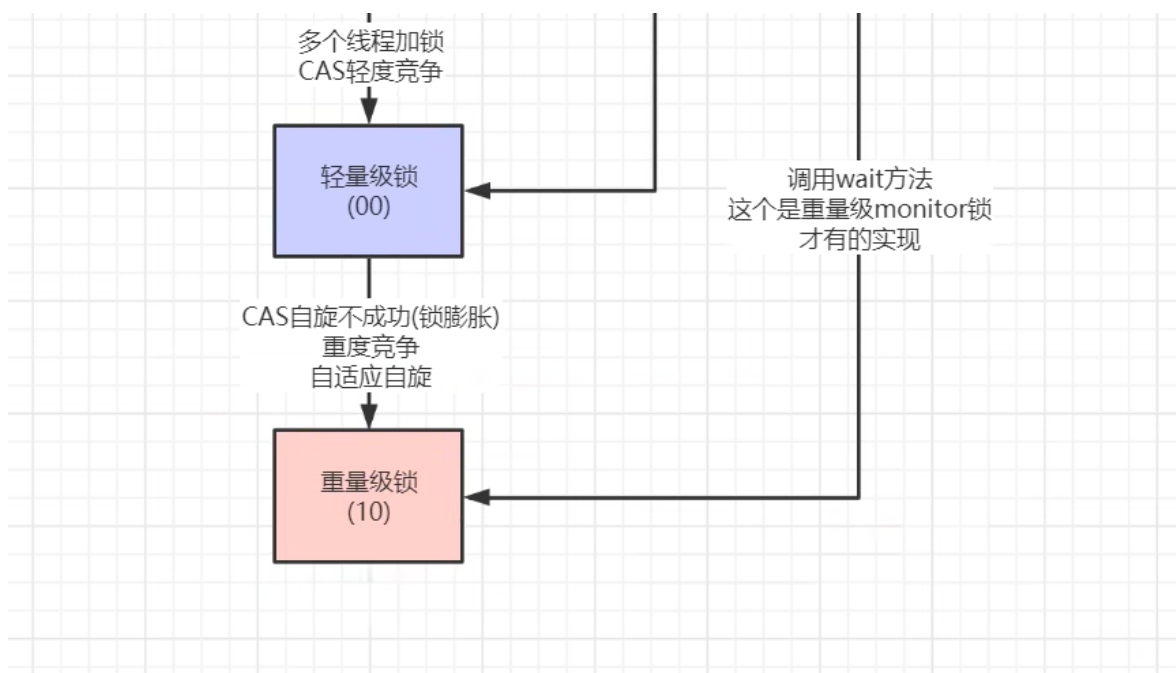 多个线程加锁
CAS轻度竞争
轻量级锁
(00)
调用wait方法
这个是重量级monitor锁
才有的实现
CAS自旋不成功(锁膨胀)
重度竞争
自适应自旋
重量级锁
(10)